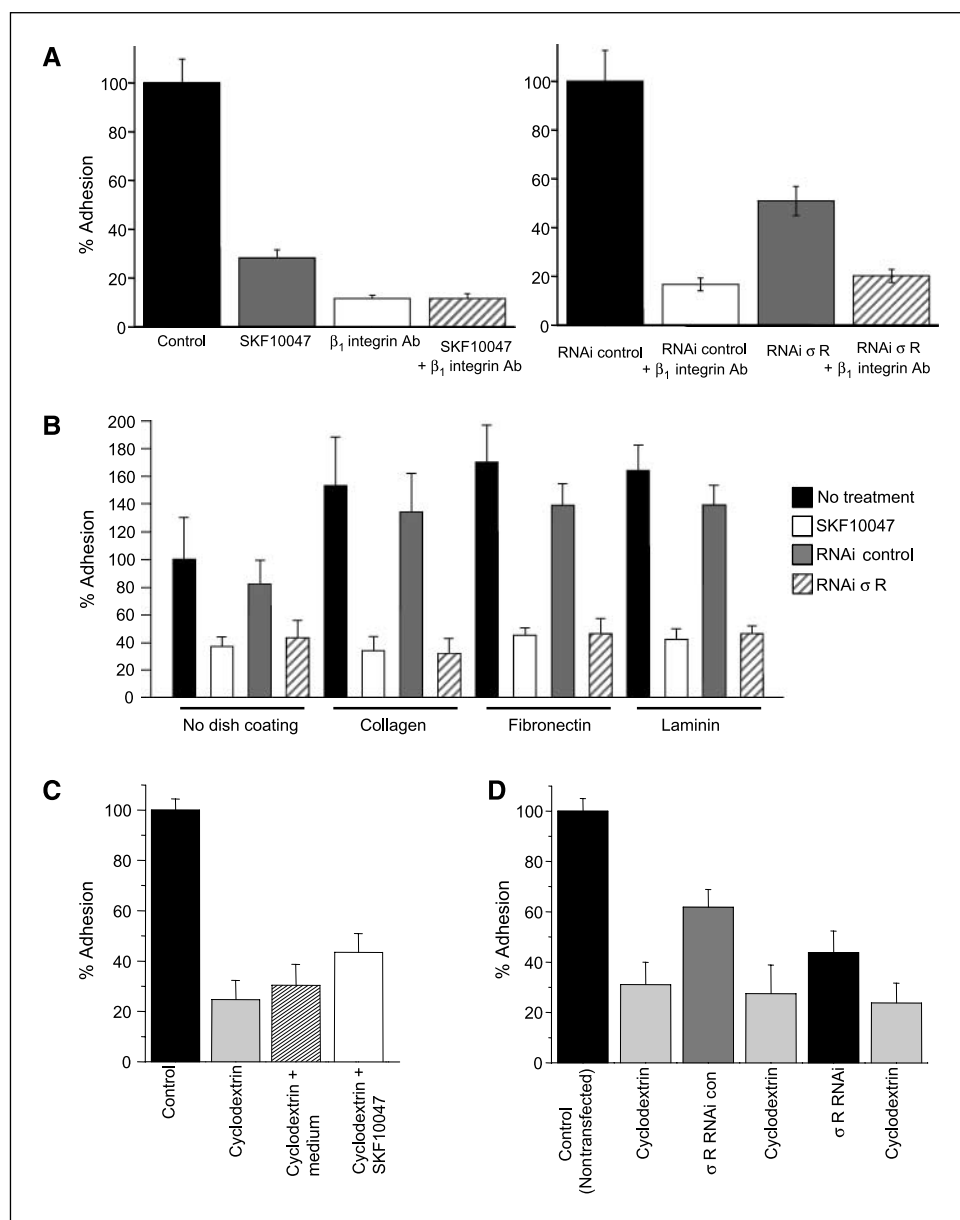 A
% Adhesion
100
80
60
40
20
0
Control
SKF10047
β1 integrin Ab
SKF10047
+ β1 integrin Ab
100
80
60
40
20
0
RNAi control
RNAi control
+ β1 integrin Ab
RNAi σ R
RNAi σ R
+ β1 integrin Ab
B
% Adhesion
200
180
160
140
120
100
80
60
40
20
0
No dish coating
Collagen
Fibronectin
Laminin
No treatment
SKF10047
RNAi control
RNAi σ R
C
% Adhesion
100
80
60
40
20
0
Control
Cyclodextrin
Cyclodextrin +
medium
Cyclodextrin +
SKF10047
D
% Adhesion
100
80
60
40
20
0
Control
(Nontransfected)
Cyclodextrin
σ R RNAi con
Cyclodextrin
σ R RNAi
Cyclodextrin